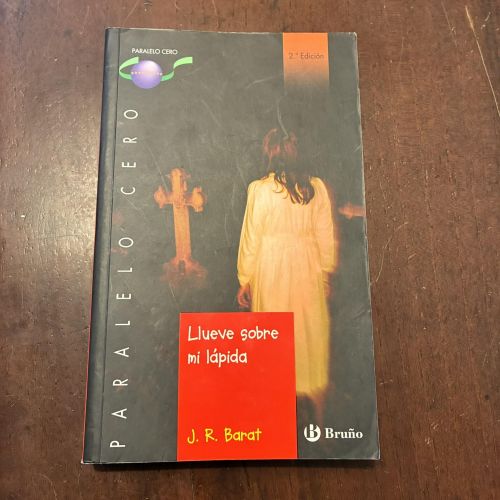 PARALELO CERO
2.ª Edición
PARALELO CERO
Llueve sobre
mi lápida
J. R. Barat
Bruño